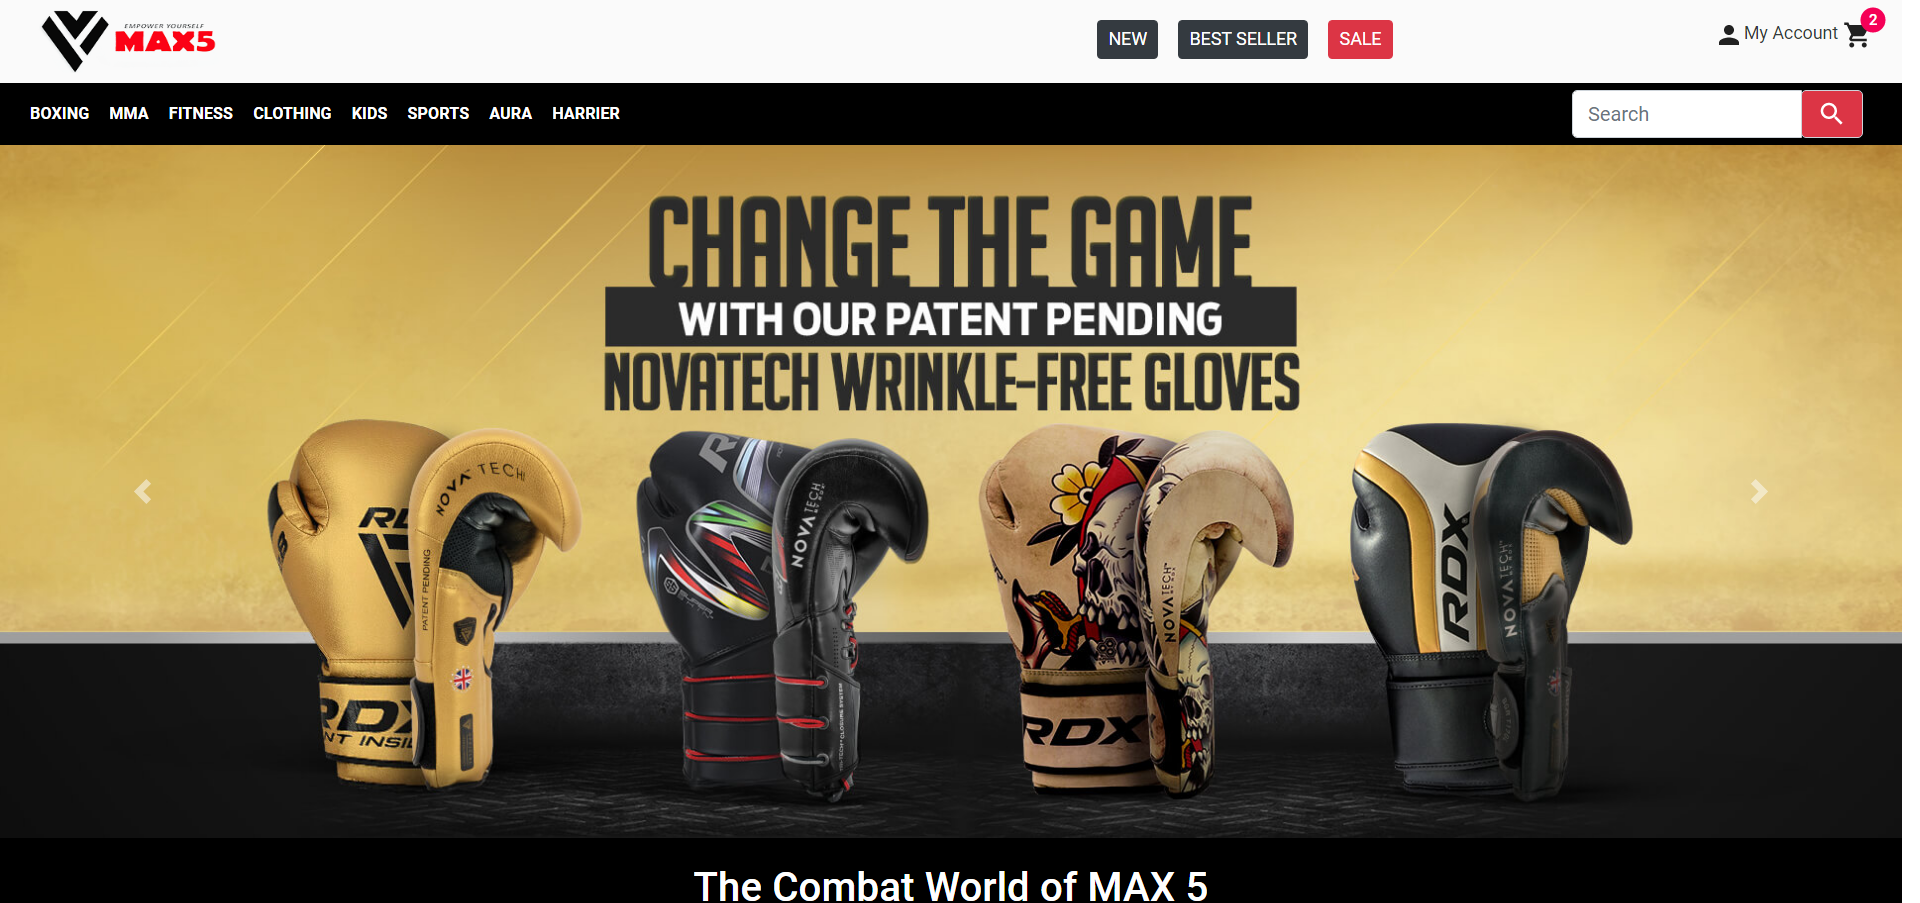 EMPOWER YOURSELF
MAX5
NEW
BEST SELLER
SALE
My Account
2
BOXING
MMA
FITNESS
CLOTHING
KIDS
SPORTS
AURA
HARRIER
Search
CHANGE THE GAME
WITH OUR PATENT PENDING
NOVATECH WRINKLE-FREE GLOVES
NOVA TECH
PATENT PENDING
RDX
NOVA TECH
NOVATECH
RDX
RDX
NOVATECH
The Combat World of MAX 5